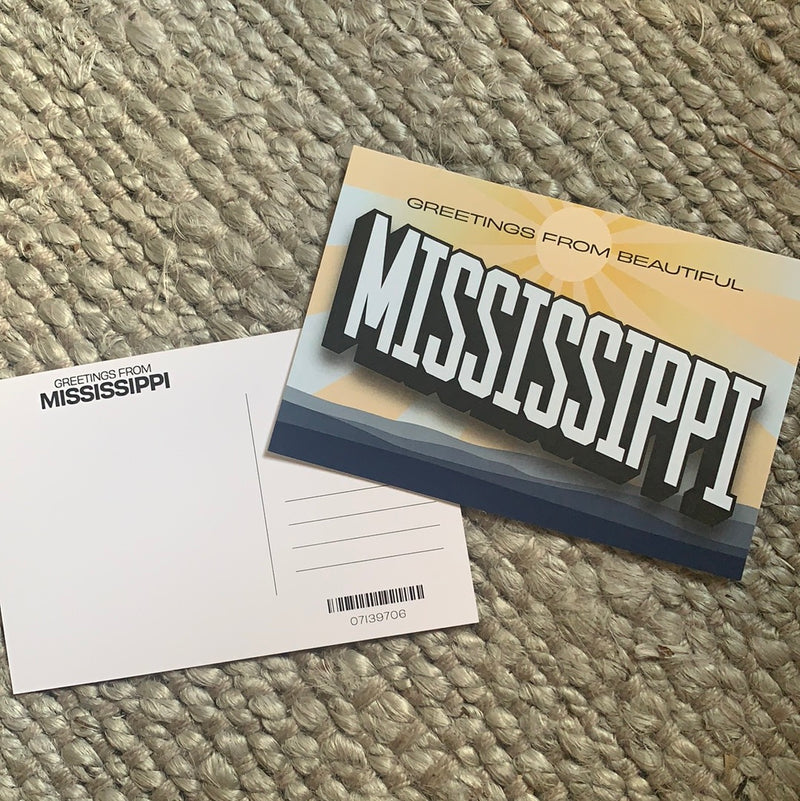 GREETINGS FROM BEAUTIFUL
MISSISSIPPI
GREETINGS FROM
MISSISSIPPI
07139706